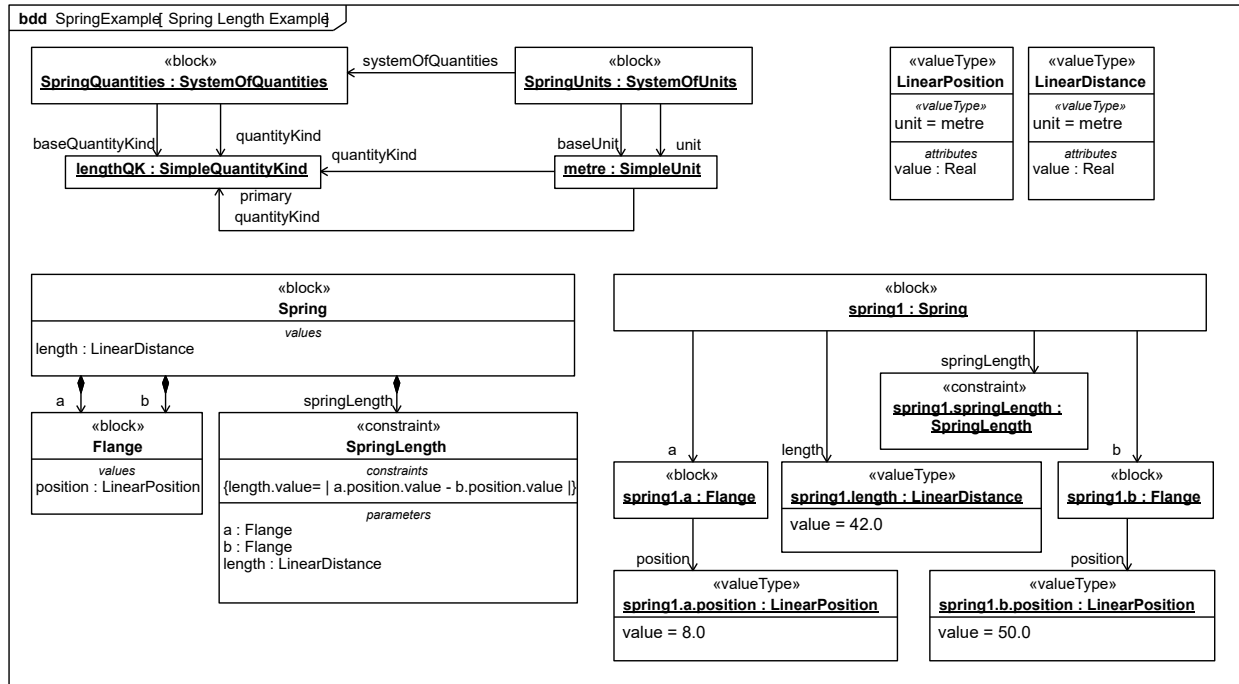 bdd SpringExample[ Spring Length Example]
«block»
SpringQuantities : SystemOfQuantities
systemOfQuantities
«block»
SpringUnits : SystemOfUnits
baseQuantityKind
quantityKind
baseUnit
unit
lengthQK : SimpleQuantityKind
quantityKind
metre : SimpleUnit
primary
quantityKind
«valueType»
LinearPosition
«valueType»
unit = metre
attributes
value : Real
«valueType»
LinearDistance
«valueType»
unit = metre
attributes
value : Real
«block»
Spring
values
length : LinearDistance
a
b
springLength
«block»
Flange
values
position : LinearPosition
«constraint»
SpringLength
constraints
{length.value= | a.position.value - b.position.value |}
parameters
a : Flange
b : Flange
length : LinearDistance
«block»
spring1 : Spring
springLength
«constraint»
spring1.springLength :
SpringLength
a
length
b
«block»
spring1.a : Flange
«valueType»
spring1.length : LinearDistance
value = 42.0
«block»
spring1.b : Flange
position
position
«valueType»
spring1.a.position : LinearPosition
value = 8.0
«valueType»
spring1.b.position : LinearPosition
value = 50.0